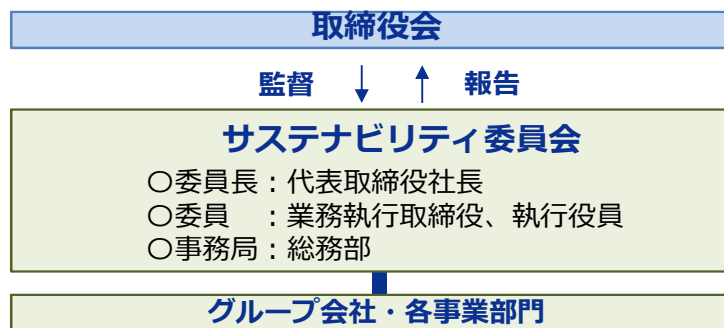 取締役会
監督 報告
サステナビリティ委員会
〇委員長：代表取締役社長
〇委員　：業務執行取締役、執行役員
〇事務局：総務部
グループ会社・各事業部門